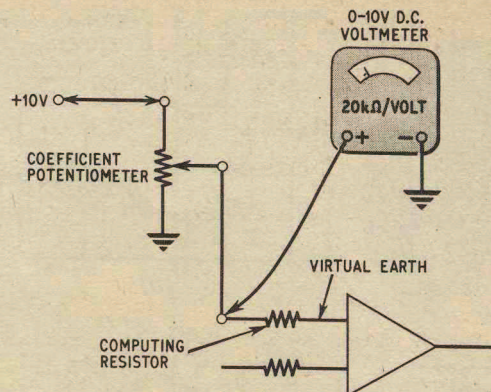 0-10V D.C.
VOLTMETER
20kΩ/VOLT
+ −
+10V
COEFFICIENT
POTENTIOMETER
VIRTUAL EARTH
COMPUTING
RESISTOR